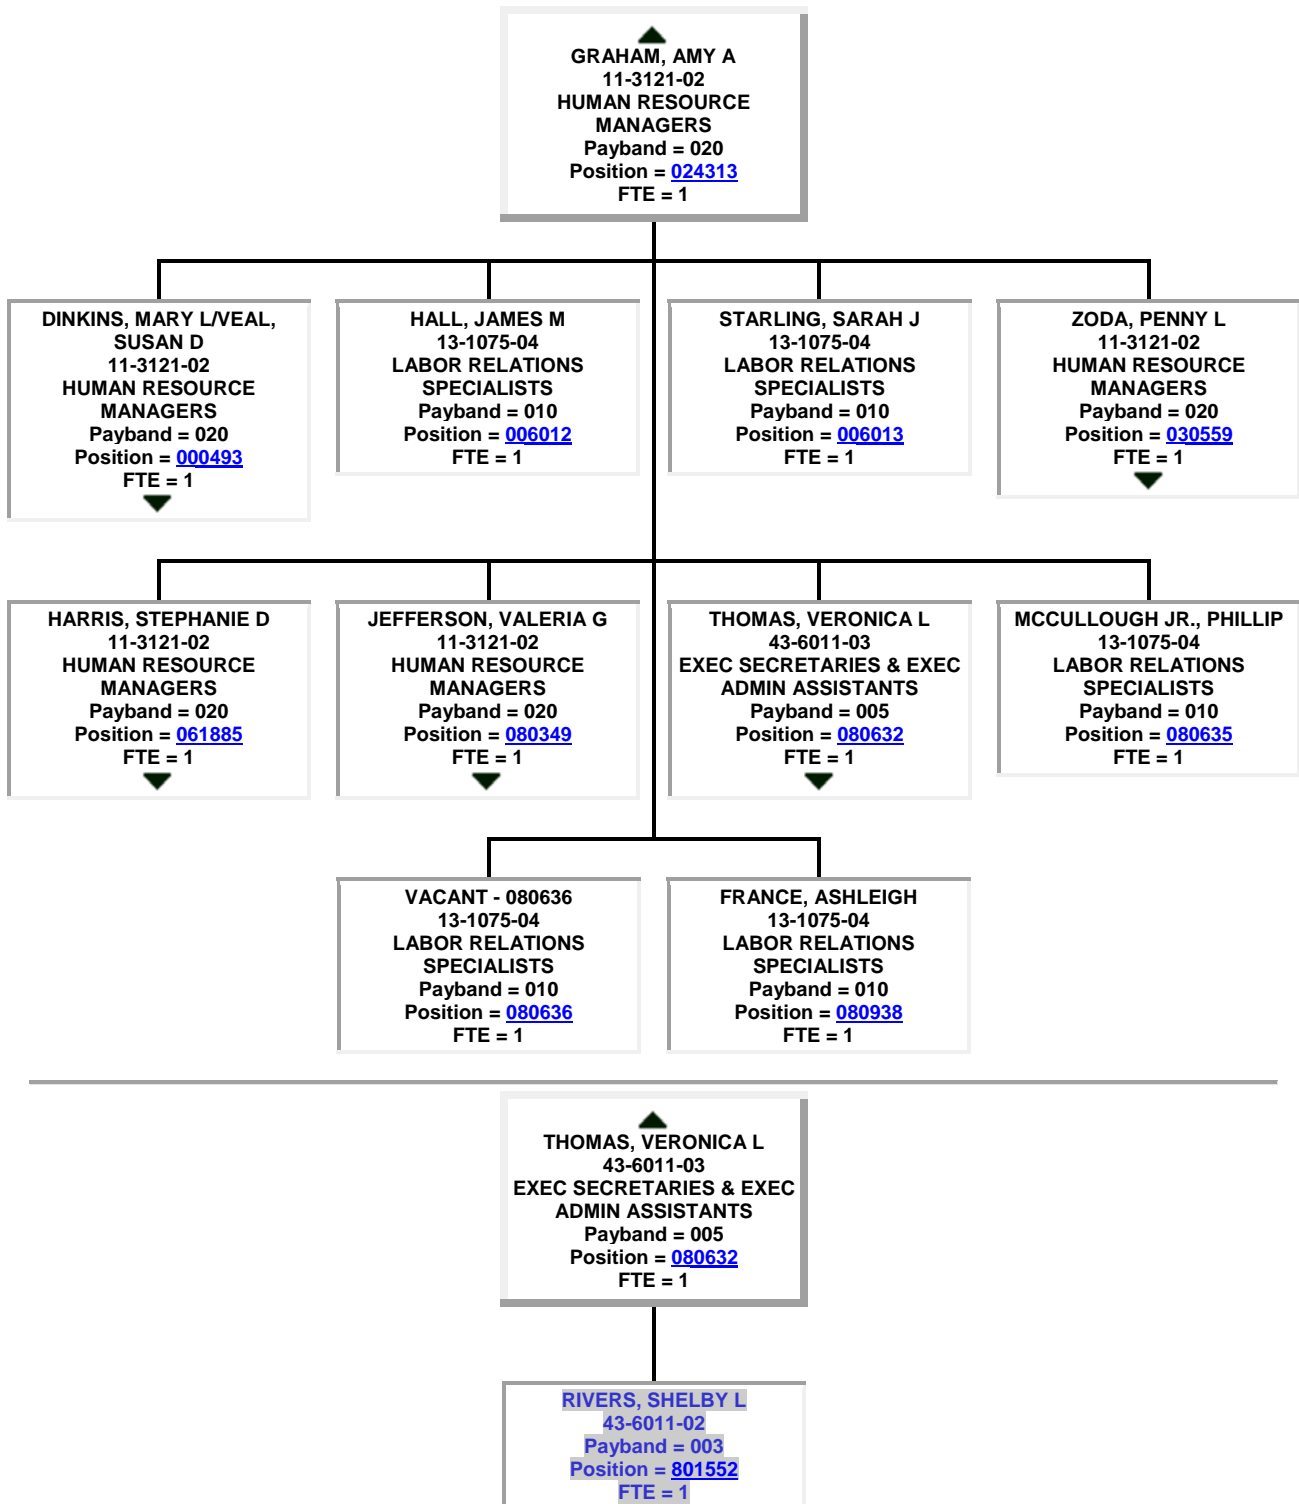 GRAHAM, AMY A
11-3121-02
HUMAN RESOURCE
MANAGERS
Payband = 020
Position = 024313
FTE = 1
DINKINS, MARY L/VEAL,
SUSAN D
11-3121-02
HUMAN RESOURCE
MANAGERS
Payband = 020
Position = 000493
FTE = 1
HALL, JAMES M
13-1075-04
LABOR RELATIONS
SPECIALISTS
Payband = 010
Position = 006012
FTE = 1
STARLING, SARAH J
13-1075-04
LABOR RELATIONS
SPECIALISTS
Payband = 010
Position = 006013
FTE = 1
ZODA, PENNY L
11-3121-02
HUMAN RESOURCE
MANAGERS
Payband = 020
Position = 030559
FTE = 1
HARRIS, STEPHANIE D
11-3121-02
HUMAN RESOURCE
MANAGERS
Payband = 020
Position = 061885
FTE = 1
JEFFERSON, VALERIA G
11-3121-02
HUMAN RESOURCE
MANAGERS
Payband = 020
Position = 080349
FTE = 1
THOMAS, VERONICA L
43-6011-03
EXEC SECRETARIES & EXEC
ADMIN ASSISTANTS
Payband = 005
Position = 080632
FTE = 1
MCCULLOUGH JR., PHILLIP
13-1075-04
LABOR RELATIONS
SPECIALISTS
Payband = 010
Position = 080635
FTE = 1
VACANT - 080636
13-1075-04
LABOR RELATIONS
SPECIALISTS
Payband = 010
Position = 080636
FTE = 1
FRANCE, ASHLEIGH
13-1075-04
LABOR RELATIONS
SPECIALISTS
Payband = 010
Position = 080938
FTE = 1
THOMAS, VERONICA L
43-6011-03
EXEC SECRETARIES & EXEC
ADMIN ASSISTANTS
Payband = 005
Position = 080632
FTE = 1
RIVERS, SHELBY L
43-6011-02
Payband = 003
Position = 801552
FTE = 1